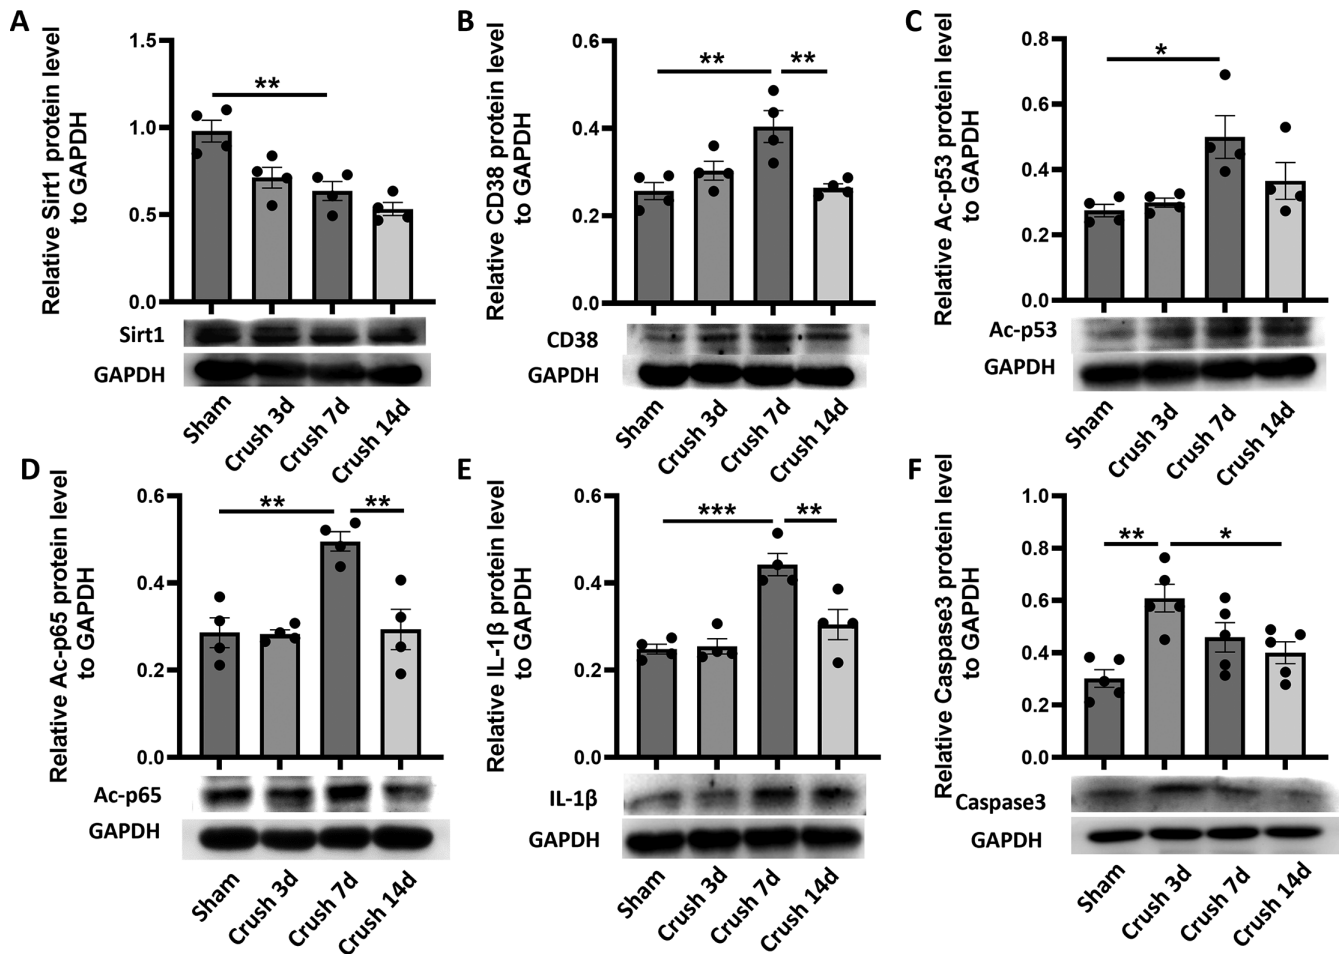 A
Relative Sirt1 protein level
to GAPDH
1.5
1.0
0.5
0.0
**
Sirt1
GAPDH
Sham
Crush 3d
Crush 7d
Crush 14d
B
Relative CD38 protein level
to GAPDH
0.6
0.4
0.2
0.0
**
**
CD38
GAPDH
Sham
Crush 3d
Crush 7d
Crush 14d
C
Relative Ac-p53 protein level
to GAPDH
0.8
0.6
0.4
0.2
0.0
*
Ac-p53
GAPDH
Sham
Crush 3d
Crush 7d
Crush 14d
D
Relative Ac-p65 protein level
to GAPDH
0.6
0.4
0.2
0.0
**
**
Ac-p65
GAPDH
Sham
Crush 3d
Crush 7d
Crush 14d
E
Relative IL-1β protein level
to GAPDH
0.6
0.4
0.2
0.0
***
**
IL-1β
GAPDH
Sham
Crush 3d
Crush 7d
Crush 14d
F
Relative Caspase3 protein level
to GAPDH
1.0
0.8
0.6
0.4
0.2
0.0
**
*
Caspase3
GAPDH
Sham
Crush 3d
Crush 7d
Crush 14d